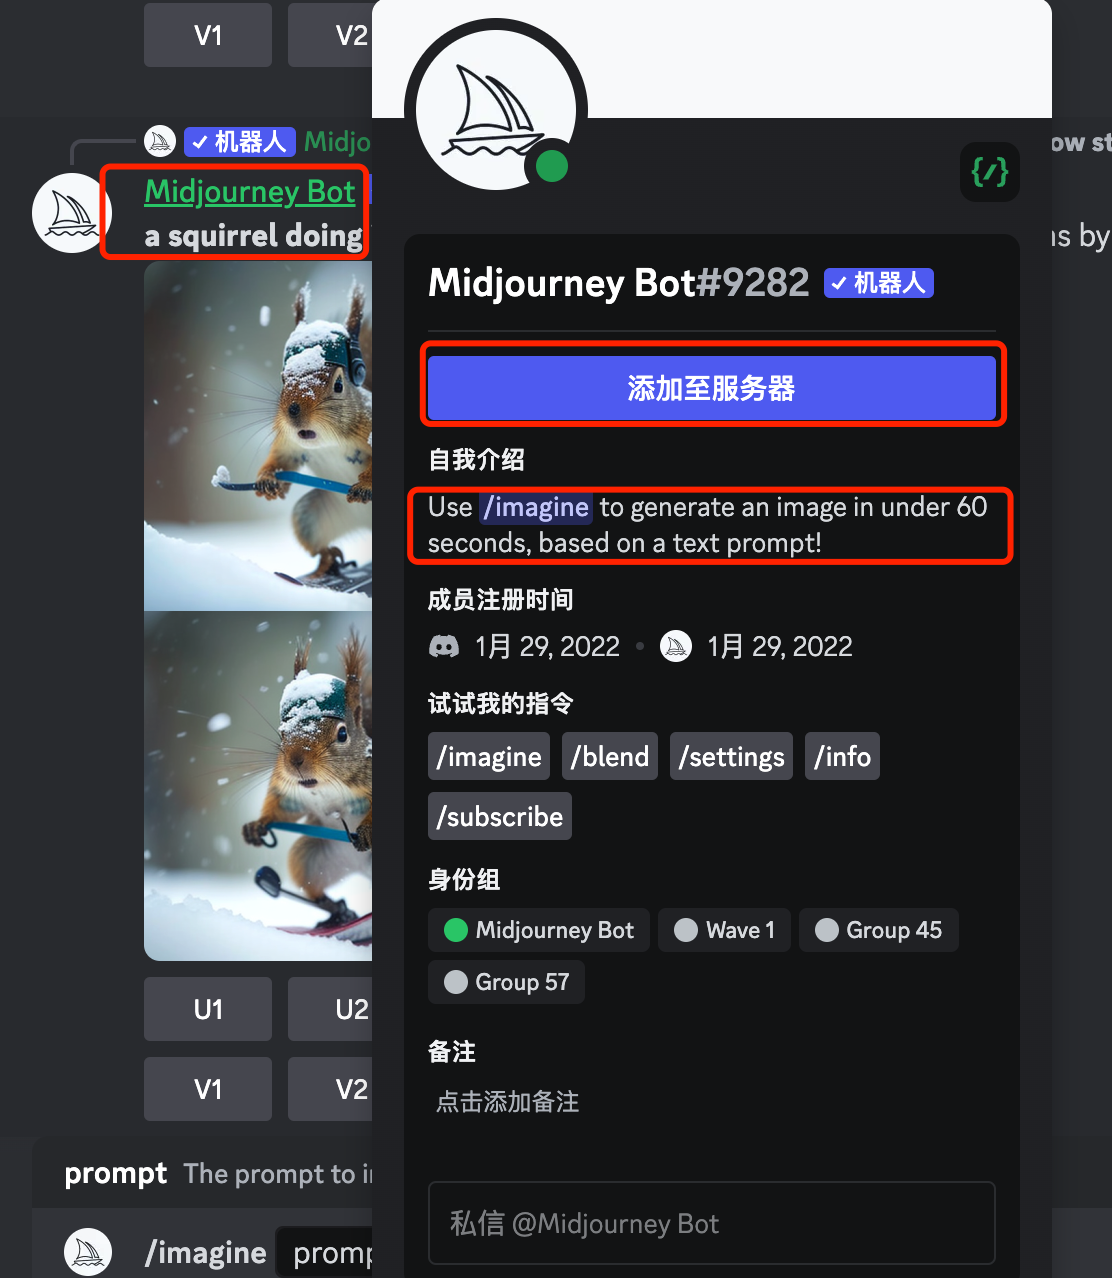 V1
V2
✓ 机器人
Midjo
Midjourney Bot
a squirrel doing
U1
U2
V1
V2
prompt The prompt to i
/imagine promp
Midjourney Bot#9282 ✓ 机器人
添加至服务器
自我介绍
Use /imagine to generate an image in under 60
seconds, based on a text prompt!
成员注册时间
1月 29, 2022 • 1月 29, 2022
试试我的指令
/imagine /blend /settings /info
/subscribe
身份组
Midjourney Bot Wave 1 Group 45
Group 57
备注
点击添加备注
私信 @Midjourney Bot
ow st
s by